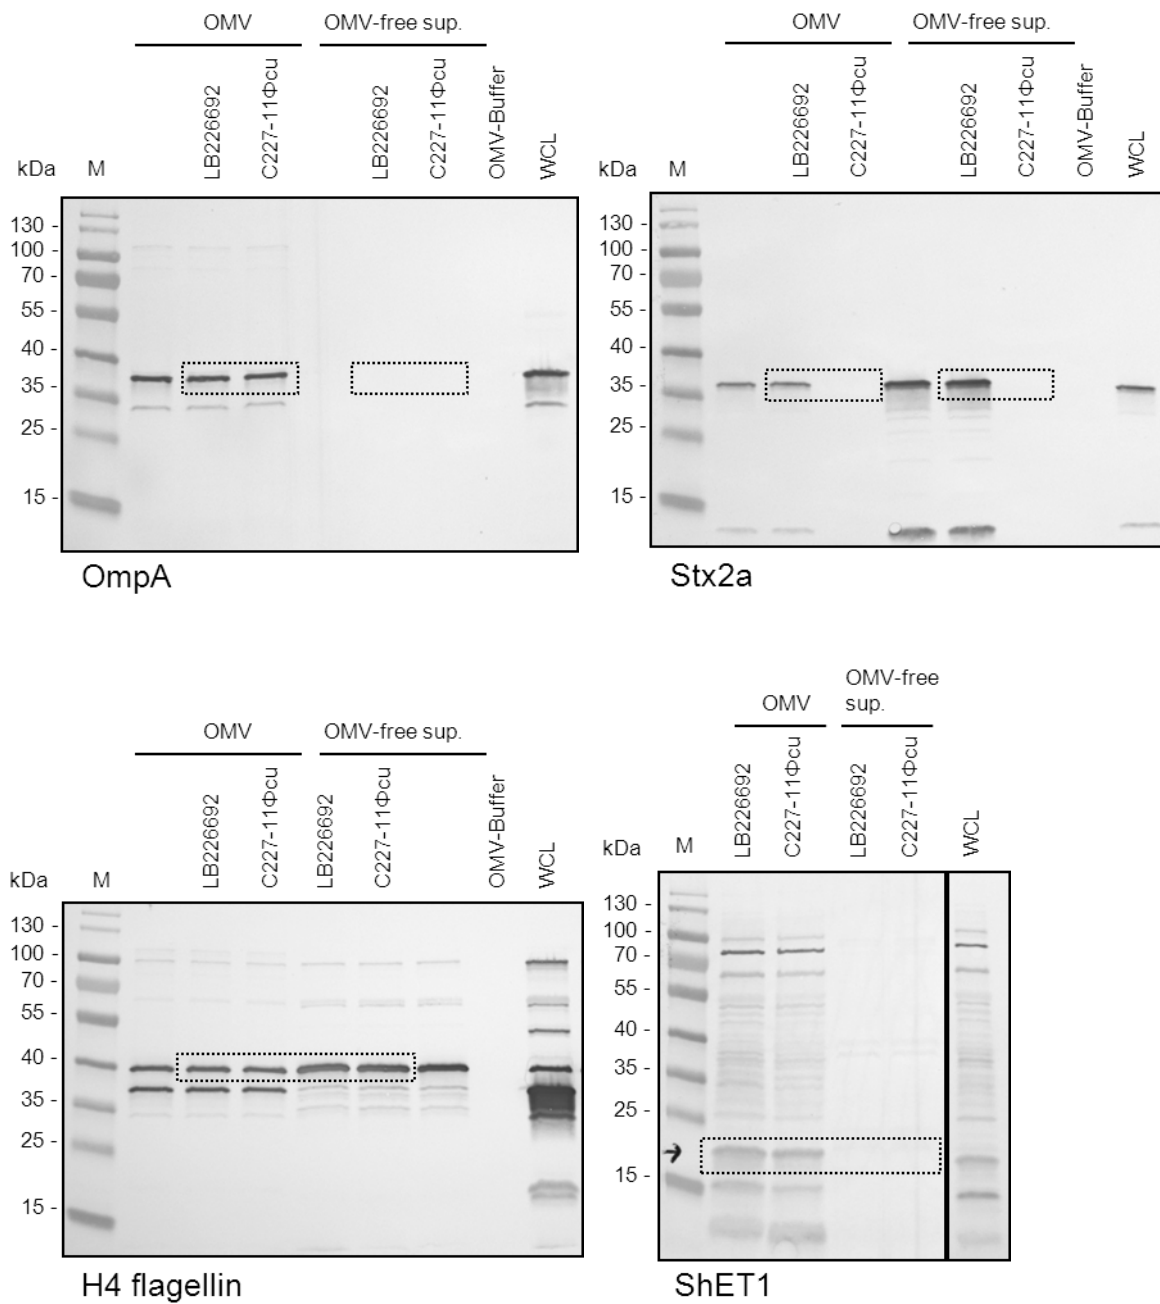 OMV OMV-free sup.
LB226692 C227-11Φcu LB226692 C227-11Φcu OMV-Buffer WCL
kDa M
130 -
100 -
70 -
55 -
40 -
35 -
25 -
15 -
OmpA
OMV OMV-free sup.
LB226692 C227-11Φcu LB226692 C227-11Φcu OMV-Buffer WCL
kDa M
130 -
100 -
70 -
55 -
40 -
35 -
25 -
15 -
Stx2a
OMV OMV-free sup.
LB226692 C227-11Φcu LB226692 C227-11Φcu OMV-Buffer WCL
kDa M
130 -
100 -
70 -
55 -
40 -
35 -
25 -
15 -
H4 flagellin
OMV-free
OMV sup.
LB226692 C227-11Φcu LB226692 C227-11Φcu WCL
kDa M
130 -
100 -
70 -
55 -
40 -
35 -
25 -
15 -
ShET1